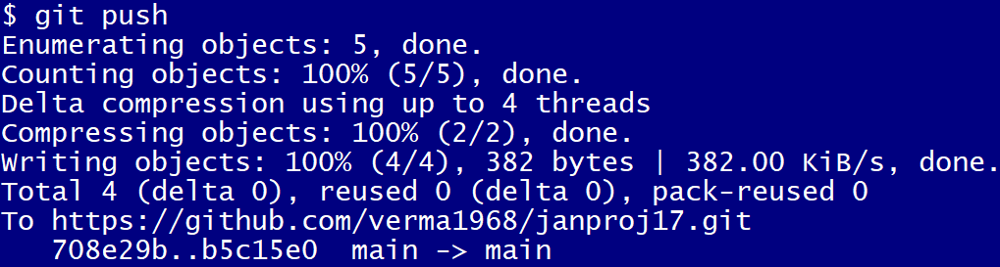 $ git push
Enumerating objects: 5, done.
Counting objects: 100% (5/5), done.
Delta compression using up to 4 threads
Compressing objects: 100% (2/2), done.
Writing objects: 100% (4/4), 382 bytes | 382.00 KiB/s, done.
Total 4 (delta 0), reused 0 (delta 0), pack-reused 0
To https://github.com/verma1968/janproj17.git
   708e29b..b5c15e0  main -> main